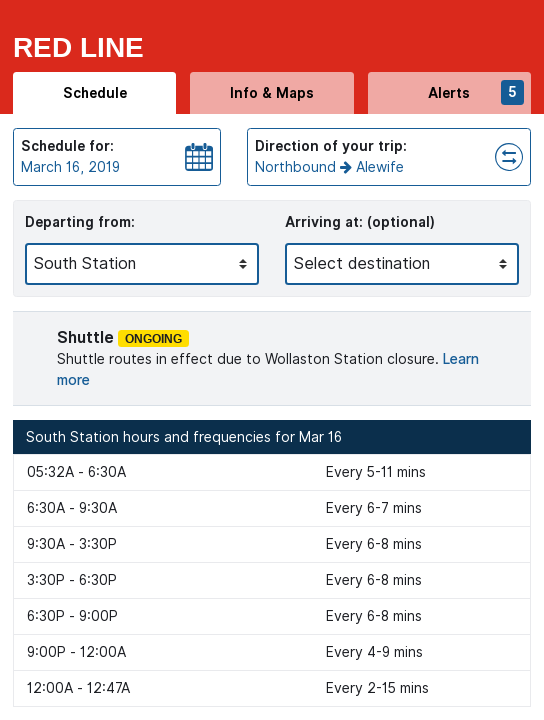 RED LINE
Schedule
Info & Maps
Alerts
5
Schedule for:
March 16, 2019
Direction of your trip:
Northbound → Alewife
Departing from:
South Station
Arriving at: (optional)
Select destination
Shuttle ONGOING
Shuttle routes in effect due to Wollaston Station closure. Learn
more
South Station hours and frequencies for Mar 16
05:32A - 6:30A Every 5-11 mins
6:30A - 9:30A Every 6-7 mins
9:30A - 3:30P Every 6-8 mins
3:30P - 6:30P Every 6-8 mins
6:30P - 9:00P Every 6-8 mins
9:00P - 12:00A Every 4-9 mins
12:00A - 12:47A Every 2-15 mins